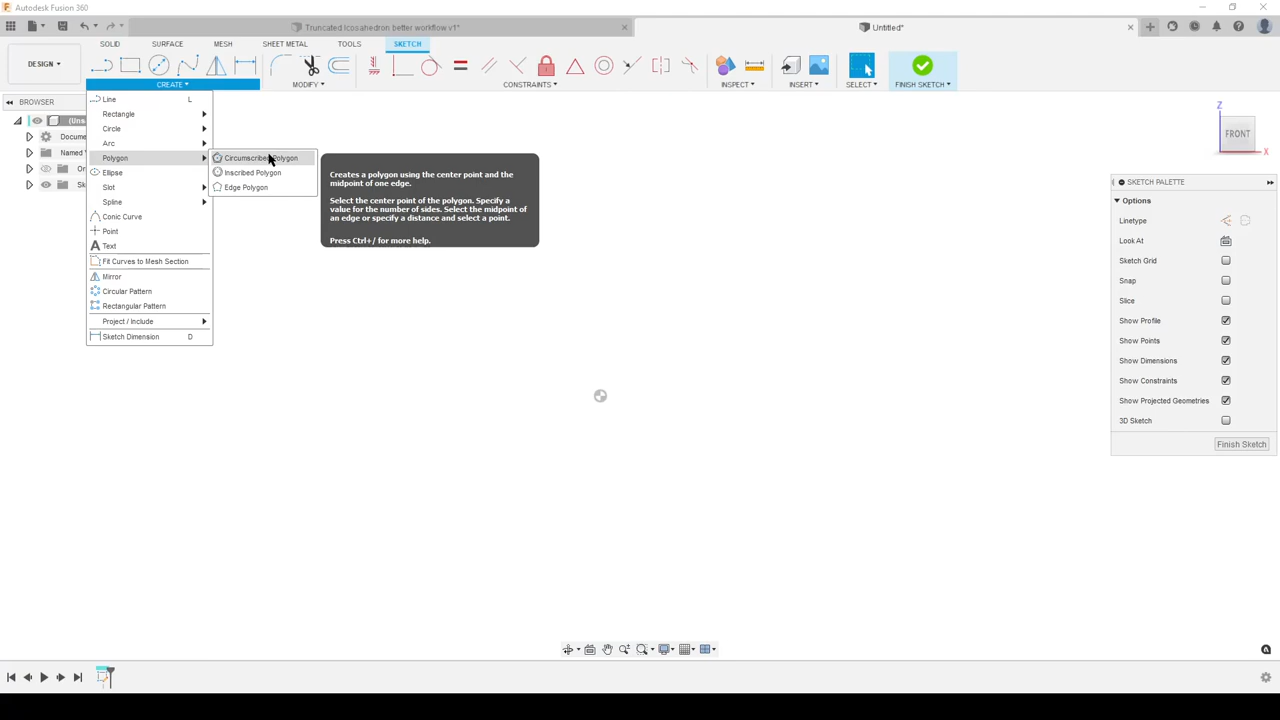 Autodesk Fusion 360
Truncated Icosahedron better workflow v1*
Untitled*
DESIGN
SOLID
SURFACE
MESH
SHEET METAL
TOOLS
SKETCH
CREATE
MODIFY
CONSTRAINTS
INSPECT
INSERT
SELECT
FINISH SKETCH
BROWSER
(Uns
Docume
Named
Or
Sk
Line L
Rectangle
Circle
Arc
Polygon
Ellipse
Slot
Spline
Conic Curve
Point
Text
Fit Curves to Mesh Section
Mirror
Circular Pattern
Rectangular Pattern
Project / Include
Sketch Dimension D
Circumscribed Polygon
Inscribed Polygon
Edge Polygon
Creates a polygon using the center point and the
midpoint of one edge.
Select the center point of the polygon. Specify a
value for the number of sides. Select the midpoint of
an edge or specify a distance and select a point.
Press Ctrl+/ for more help.
Z
FRONT
X
SKETCH PALETTE
Options
Linetype
Look At
Sketch Grid
Snap
Slice
Show Profile
Show Points
Show Dimensions
Show Constraints
Show Projected Geometries
3D Sketch
Finish Sketch